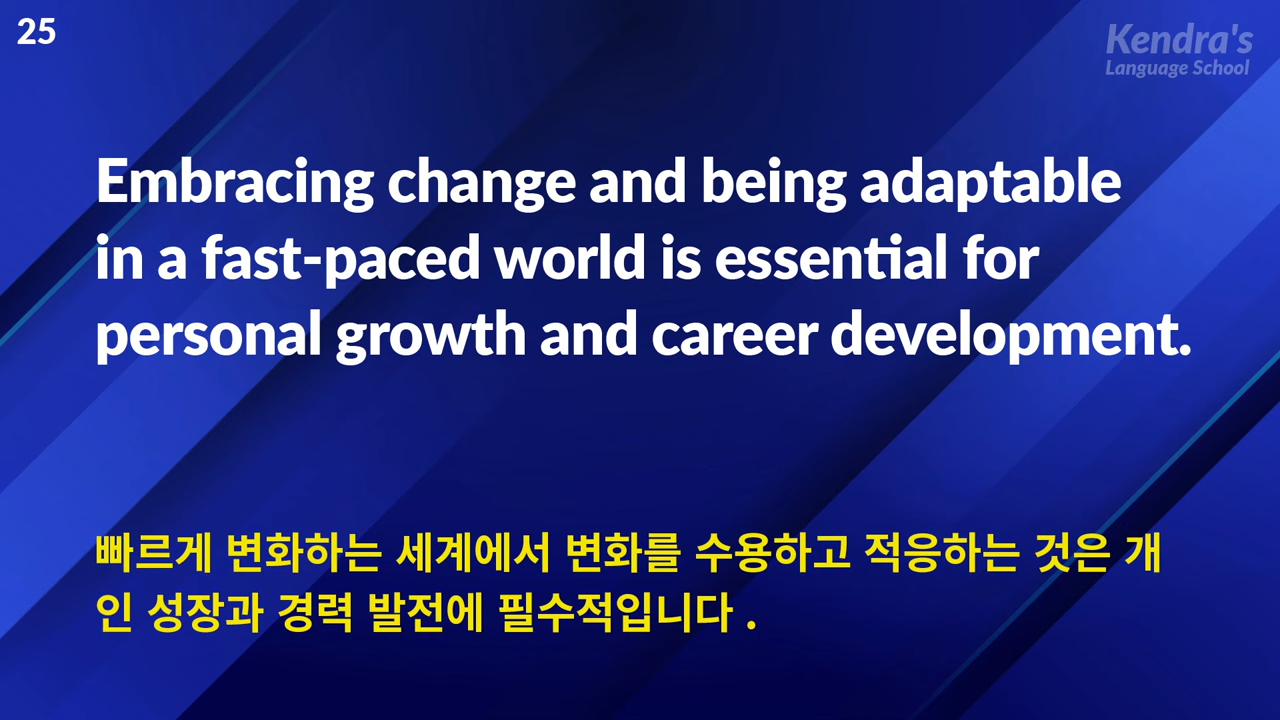 25
Kendra's
Language School
Embracing change and being adaptable
in a fast-paced world is essential for
personal growth and career development.
빠르게 변화하는 세계에서 변화를 수용하고 적응하는 것은 개
인 성장과 경력 발전에 필수적입니다 .